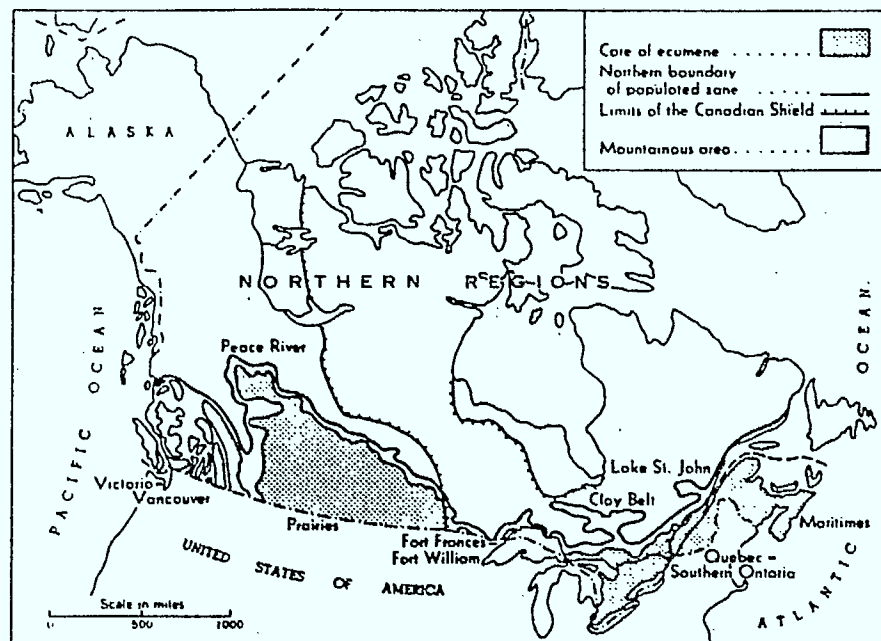 Core of ecumene . . . . . .
Northern boundary
of populated zone . . . . .
Limits of the Canadian Shield
Mountainous area . . . . . .
ALASKA
NORTHERN REGIONS
PACIFIC OCEAN
OCEAN
Peace River
Lake St. John
Clay Belt
Victoria
Vancouver
Prairies
Fort Frances
Fort William
Maritimes
Quebec –
Southern Ontario
UNITED STATES OF AMERICA
ATLANTIC
Scale in miles
0 500 1000